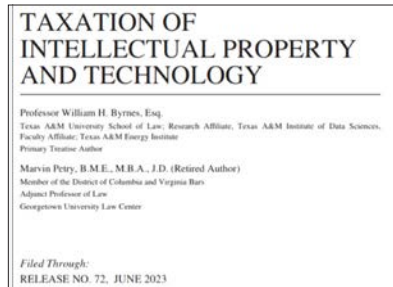 TAXATION OF
INTELLECTUAL PROPERTY
AND TECHNOLOGY
Professor William H. Byrnes, Esq.
Texas A&M University School of Law; Research Affiliate, Texas A&M Institute of Data Sciences,
Faculty Affiliate; Texas A&M Energy Institute
Primary Treatise Author
Marvin Petry, B.M.E., M.B.A., J.D. (Retired Author)
Member of the District of Columbia and Virginia Bars
Adjunct Professor of Law
Georgetown University Law Center
Filed Through:
RELEASE NO. 72, JUNE 2023